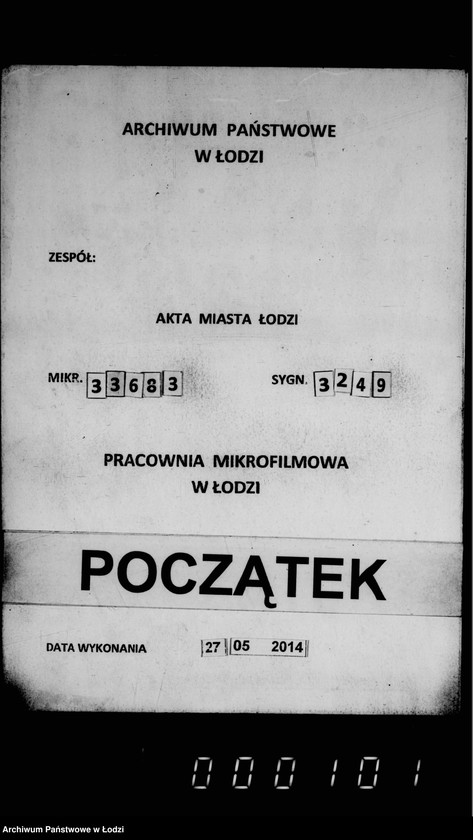 ARCHIWUM PAŃSTWOWE
W ŁODZI
ZESPÓŁ:
AKTA MIASTA ŁODZI
MIKR. 33683 SYGN. 3249
PRACOWNIA MIKROFILMOWA
W ŁODZI
POCZĄTEK
DATA WYKONANIA 27 05 2014
000101
Archiwum Państwowe w Łodzi